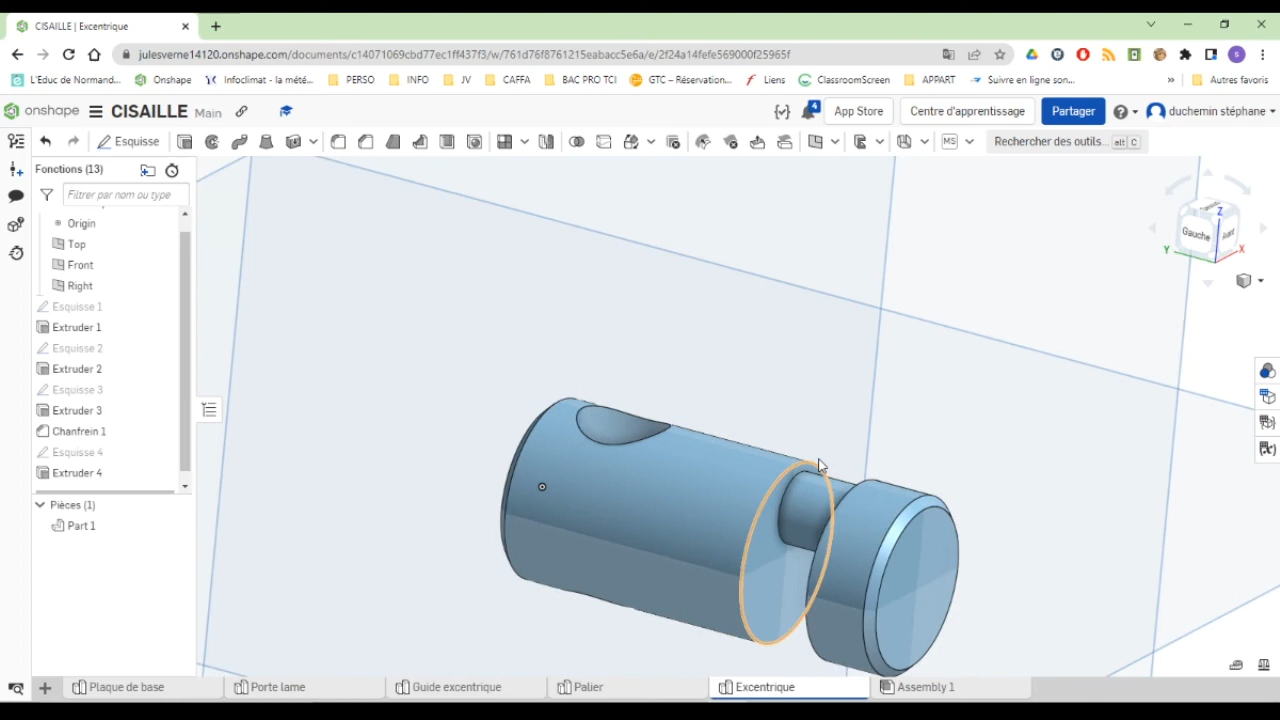 CISAILLE | Excentrique
julesverne14120.onshape.com/documents/c14071069cbd77ec1ff437f3/w/761d76f8761215eabacc5e6a/e/2f24a14fefe569000f25965f
S
L'Educ de Normand... Onshape Infoclimat - la mété... PERSO INFO JV CAFFA BAC PRO TCI GTC – Réservation... Liens ClassroomScreen APPART Suivre en ligne son... » Autres favoris
onshape CISAILLE Main 4 App Store Centre d'apprentissage Partager duchemin stéphane
Esquisse MS Rechercher des outils... alt C
Fonctions (13)
Filtrer par nom ou type
Origin
Top
Front
Right
Esquisse 1
Extruder 1
Esquisse 2
Extruder 2
Esquisse 3
Extruder 3
Chanfrein 1
Esquisse 4
Extruder 4
Pièces (1)
Part 1
Z
Gauche
Avant
Y X
Plaque de base Porte lame Guide excentrique Palier Excentrique Assembly 1